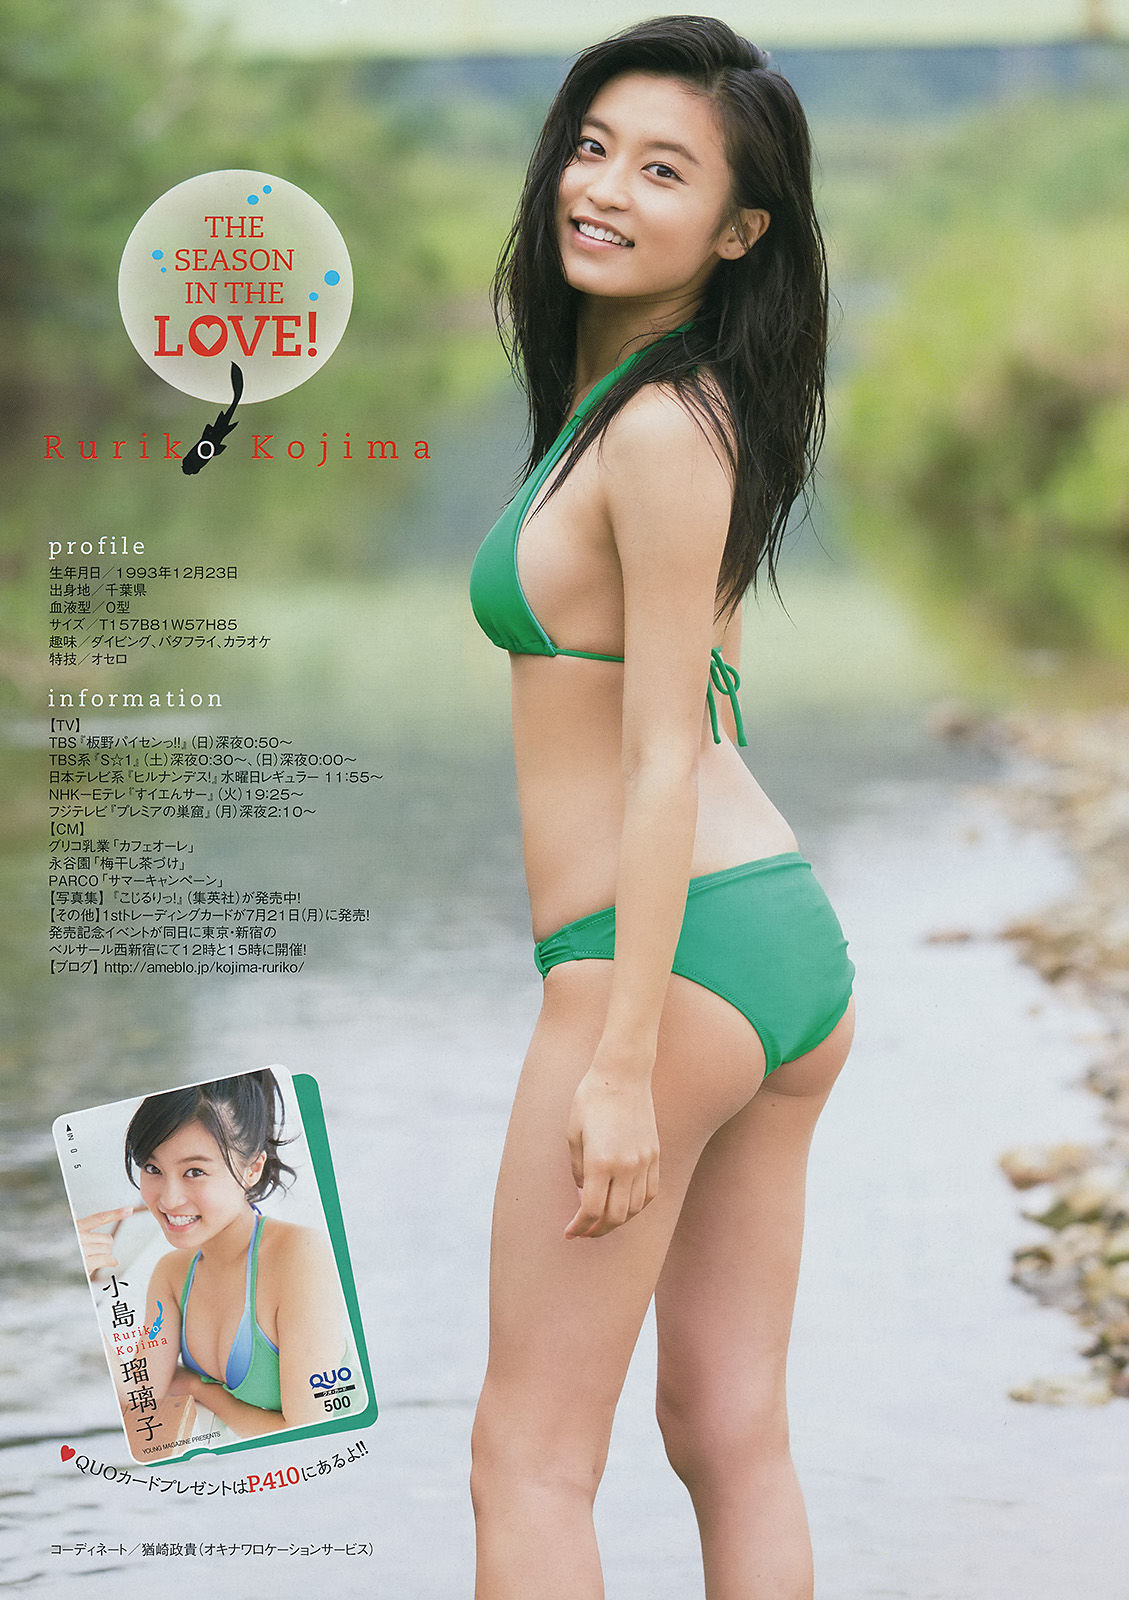 THE
SEASON
IN THE
LOVE!
Ruriko Kojima
profile
生年月日／1993年12月23日
出身地／千葉県
血液型／O型
サイズ／T157B81W57H85
趣味／ダイビング、バタフライ、カラオケ
特技／オセロ
information
【TV】
TBS『板野パイセンっ!!』（日）深夜0:50〜
TBS系『S☆1』（土）深夜0:30〜、（日）深夜0:00〜
日本テレビ系『ヒルナンデス!』水曜日レギュラー 11:55〜
NHK－Eテレ『すイエんサー』（火）19:25〜
フジテレビ『プレミアの巣窟』（月）深夜2:10〜
【CM】
グリコ乳業「カフェオーレ」
永谷園「梅干し茶づけ」
PARCO「サマーキャンペーン」
【写真集】『こじるりっ!』（集英社）が発売中!
【その他】1stトレーディングカードが7月21日（月）に発売!
発売記念イベントが同日に東京・新宿の
ベルサール西新宿にて12時と15時に開催!
【ブログ】http://ameblo.jp/kojima-ruriko/
▲IN 0 5
小島瑠璃子
Ruriko
Kojima
QUO
クオ・カード
500
YOUNG MAGAZINE PRESENTS
♥QUOカードプレゼントはP.410にあるよ!!
コーディネート／猶崎政貴（オキナワロケーションサービス）